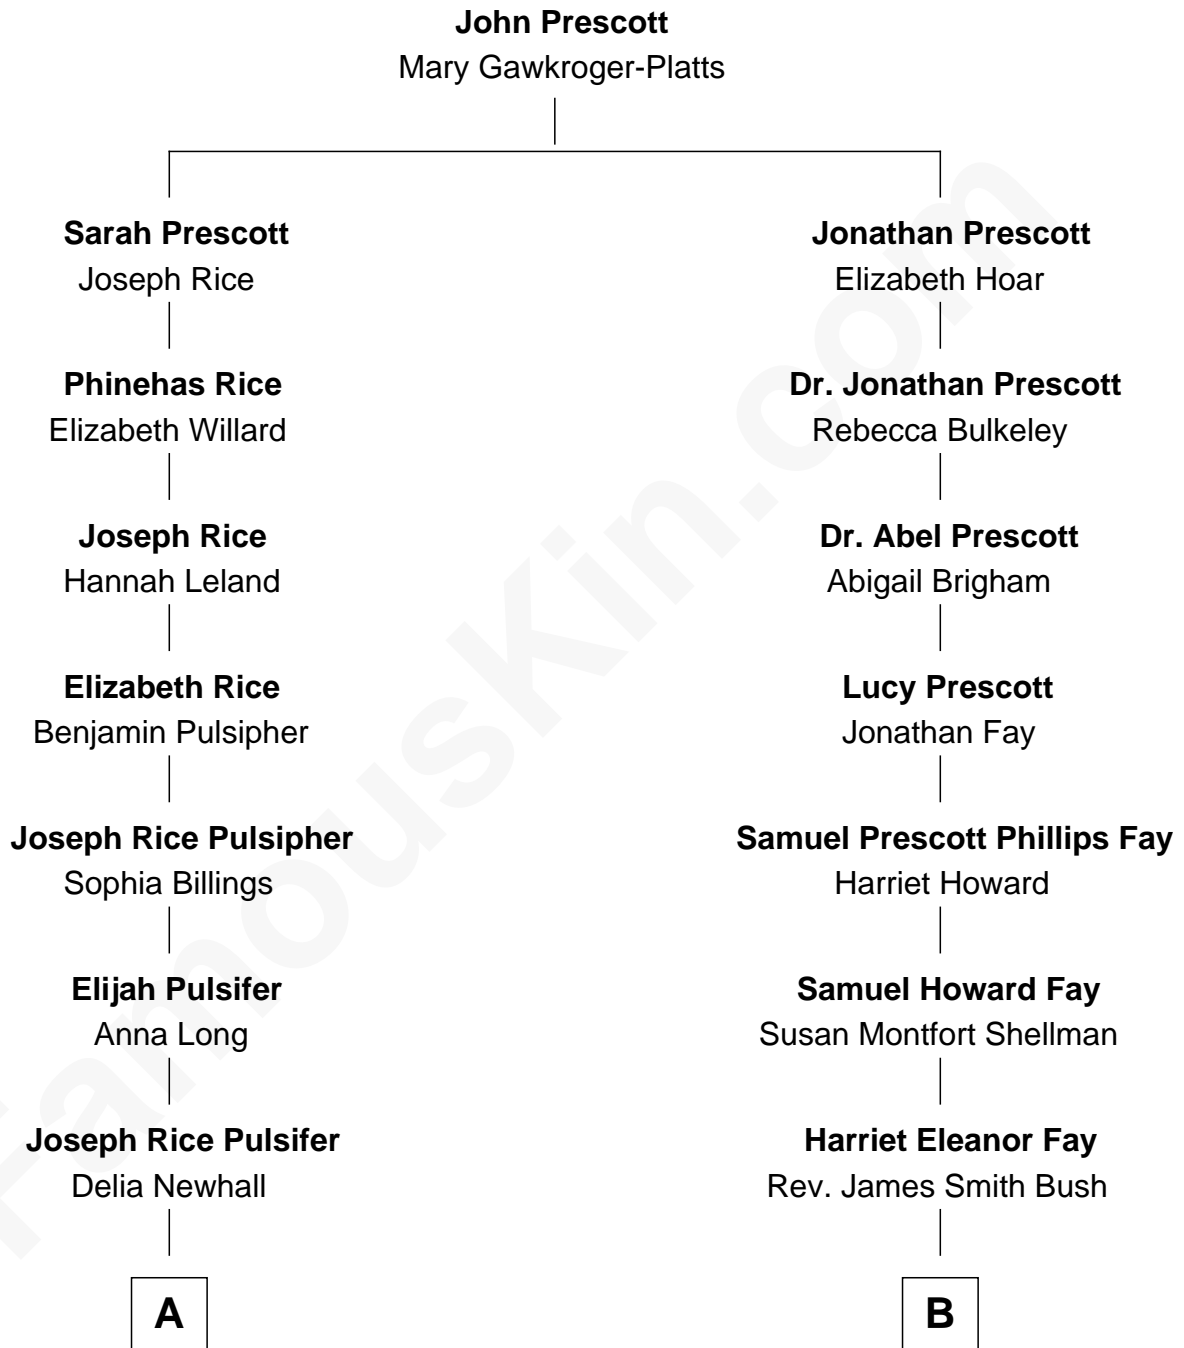 John Prescott
Mary Gawkroger-Platts
Sarah Prescott
Joseph Rice
Jonathan Prescott
Elizabeth Hoar
Phinehas Rice
Elizabeth Willard
Dr. Jonathan Prescott
Rebecca Bulkeley
Joseph Rice
Hannah Leland
Dr. Abel Prescott
Abigail Brigham
Elizabeth Rice
Benjamin Pulsipher
Lucy Prescott
Jonathan Fay
Joseph Rice Pulsipher
Sophia Billings
Samuel Prescott Phillips Fay
Harriet Howard
Elijah Pulsifer
Anna Long
Samuel Howard Fay
Susan Montfort Shellman
Joseph Rice Pulsifer
Delia Newhall
Harriet Eleanor Fay
Rev. James Smith Bush
A
B
FamousKin.com